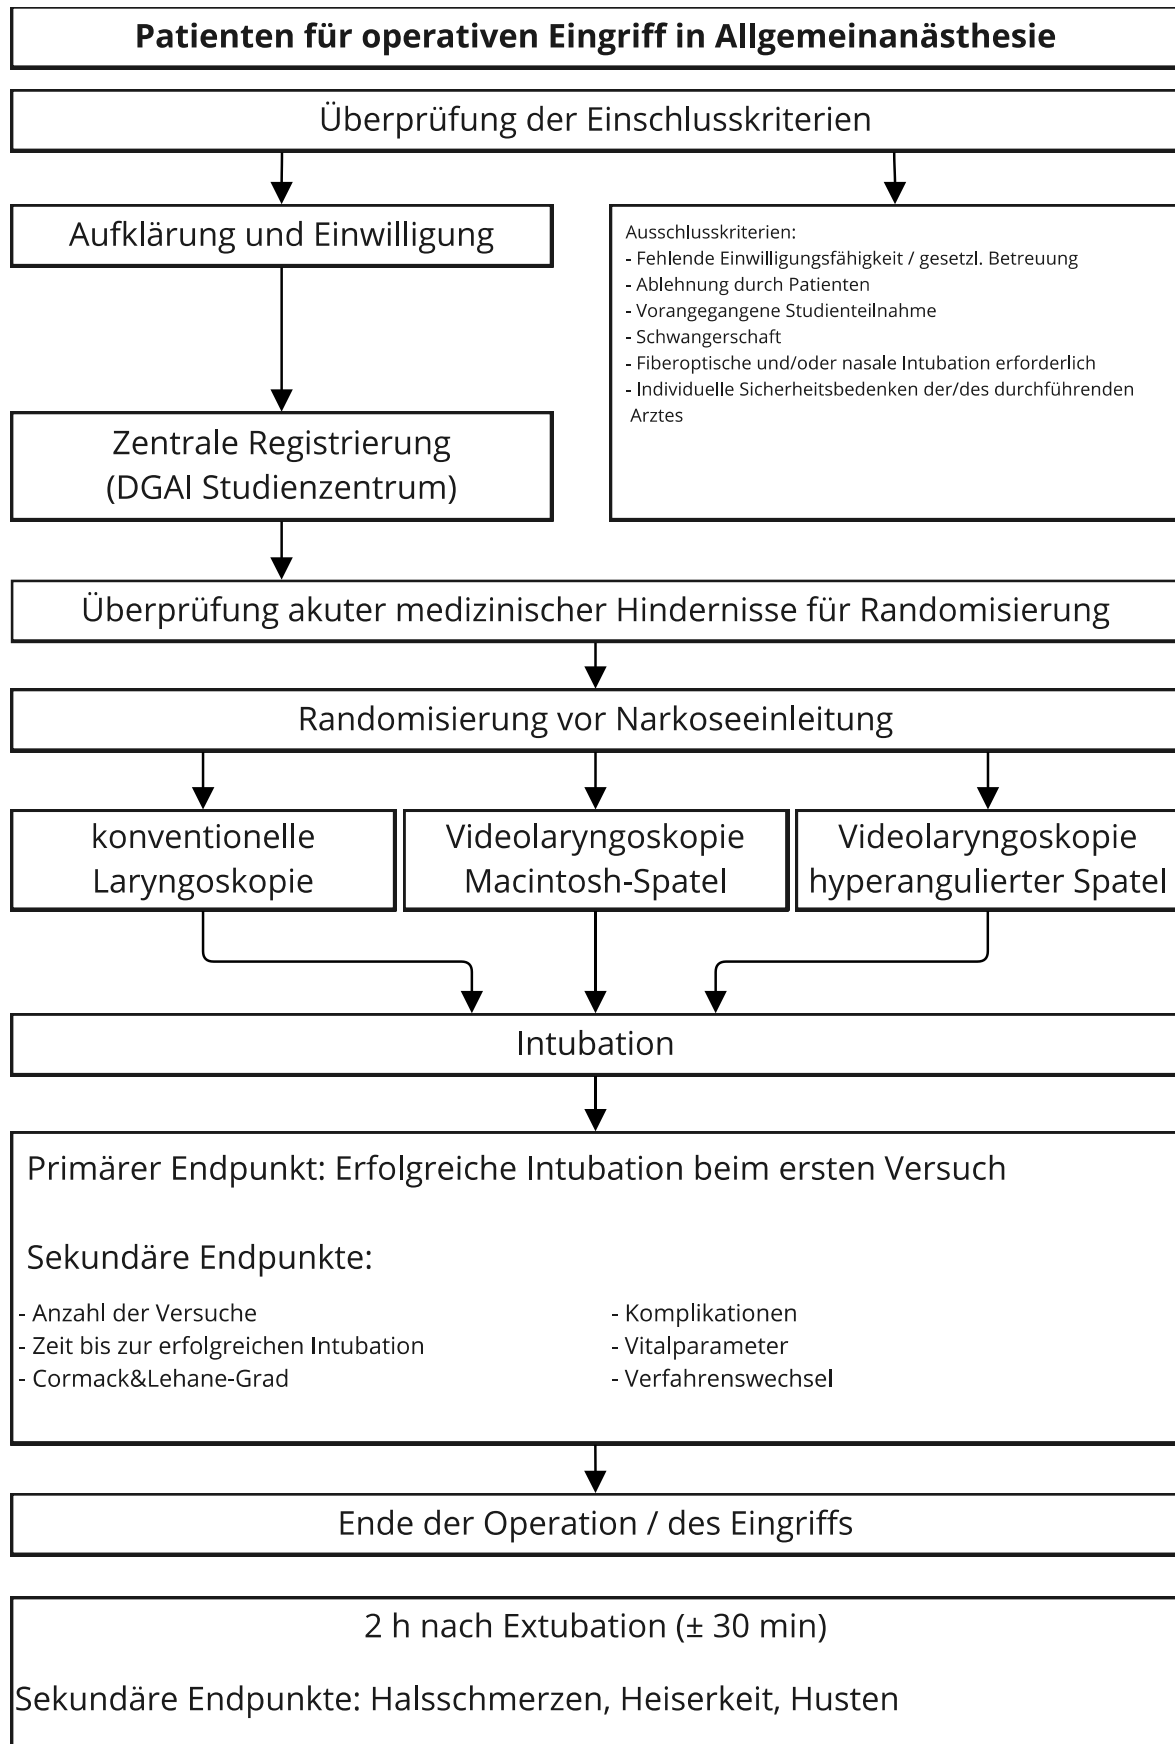 Patienten für operativen Eingriff in Allgemeinanästhesie
Überprüfung der Einschlusskriterien
Aufklärung und Einwilligung
Ausschlusskriterien:
- Fehlende Einwilligungsfähigkeit / gesetzl. Betreuung
- Ablehnung durch Patienten
- Vorangegangene Studienteilnahme
- Schwangerschaft
- Fiberoptische und/oder nasale Intubation erforderlich
- Individuelle Sicherheitsbedenken der/des durchführenden
Arztes
Zentrale Registrierung
(DGAI Studienzentrum)
Überprüfung akuter medizinischer Hindernisse für Randomisierung
Randomisierung vor Narkoseeinleitung
konventionelle
Laryngoskopie
Videolaryngoskopie
Macintosh-Spatel
Videolaryngoskopie
hyperangulierter Spatel
Intubation
Primärer Endpunkt: Erfolgreiche Intubation beim ersten Versuch
Sekundäre Endpunkte:
- Anzahl der Versuche
- Zeit bis zur erfolgreichen Intubation
- Cormack&Lehane-Grad
- Komplikationen
- Vitalparameter
- Verfahrenswechsel
Ende der Operation / des Eingriffs
2 h nach Extubation (± 30 min)
Sekundäre Endpunkte: Halsschmerzen, Heiserkeit, Husten